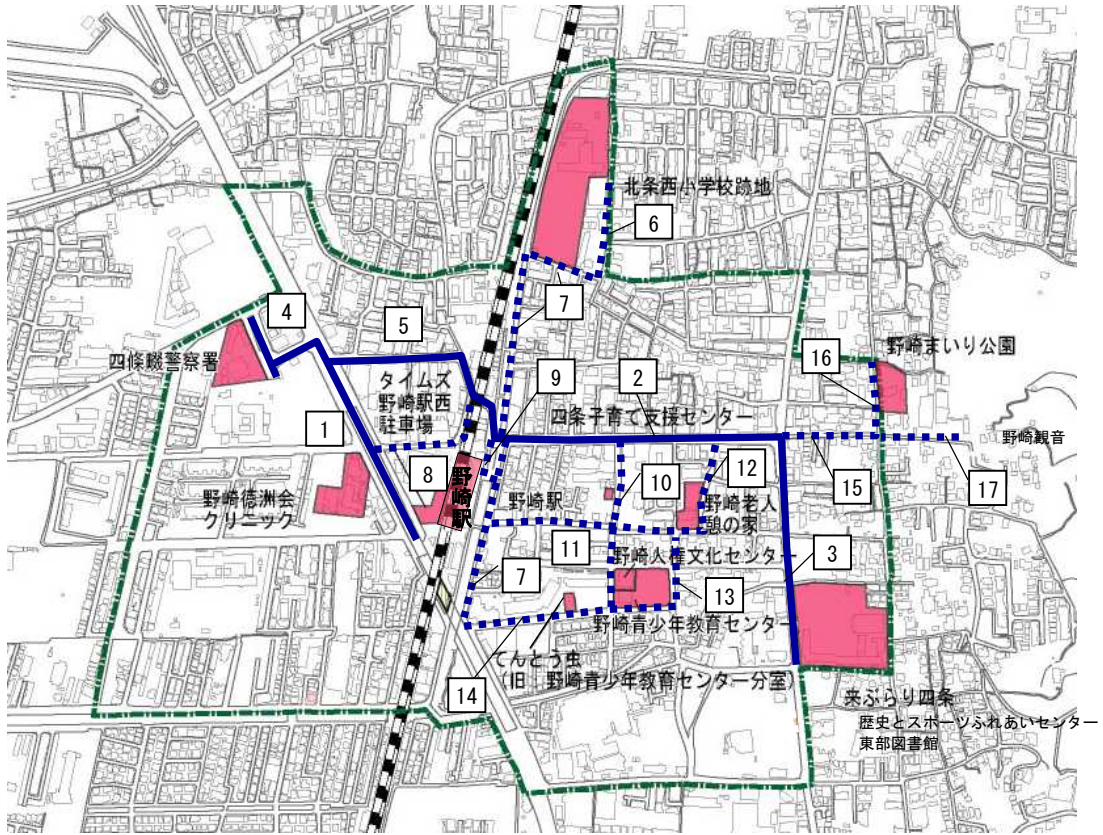 北条西小学校跡地
6
7
4
5
四條畷警察署
タイムズ
野崎駅西
駐車場
9
2
16
野崎まいり公園
四条子育て支援センター
1
野崎観音
8
野崎駅
野崎駅
10
12
15
17
野崎徳洲会
クリニック
野崎老人
憩の家
11
野崎人権文化センター
3
7
13
野崎青少年教育センター
てんとう虫
(旧 野崎青少年教育センター分室)
14
来ぶらり四条
歴史とスポーツふれあいセンター
東部図書館